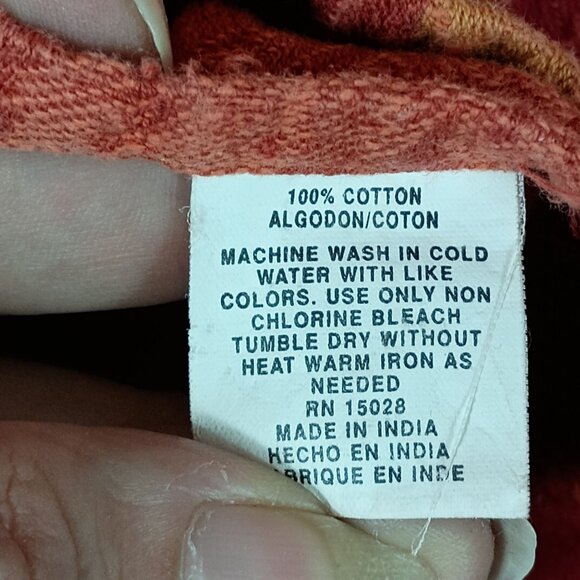 100% COTTON
ALGODON/COTON
MACHINE WASH IN COLD
WATER WITH LIKE
COLORS. USE ONLY NON
CHLORINE BLEACH
TUMBLE DRY WITHOUT
HEAT WARM IRON AS
NEEDED
RN 15028
MADE IN INDIA
HECHO EN INDIA
EN INDE